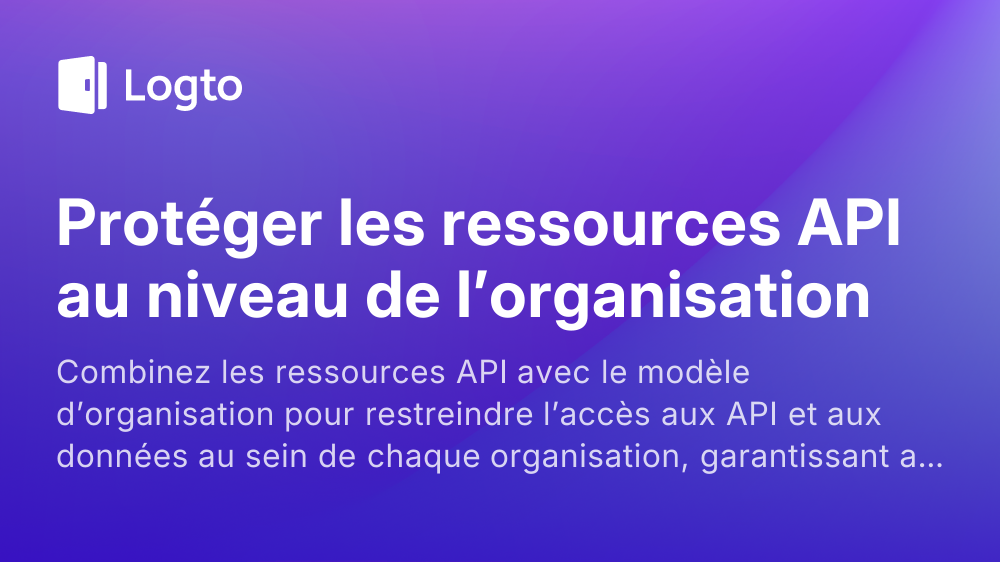 Logto
Protéger les ressources API
au niveau de l’organisation
Combinez les ressources API avec le modèle
d’organisation pour restreindre l’accès aux API et aux
données au sein de chaque organisation, garantissant a...